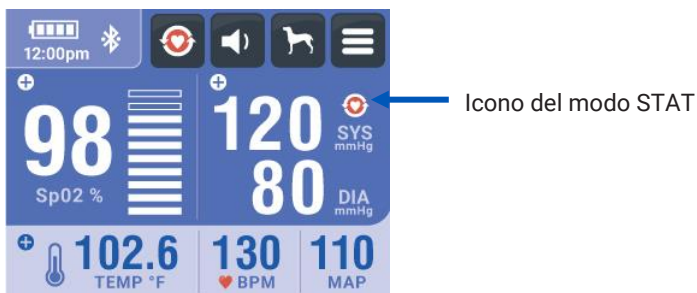 12:00pm
98
Sp02 %
120
SYS
mmHg
80
DIA
mmHg
102.6
TEMP °F
130
BPM
110
MAP
Icono del modo STAT